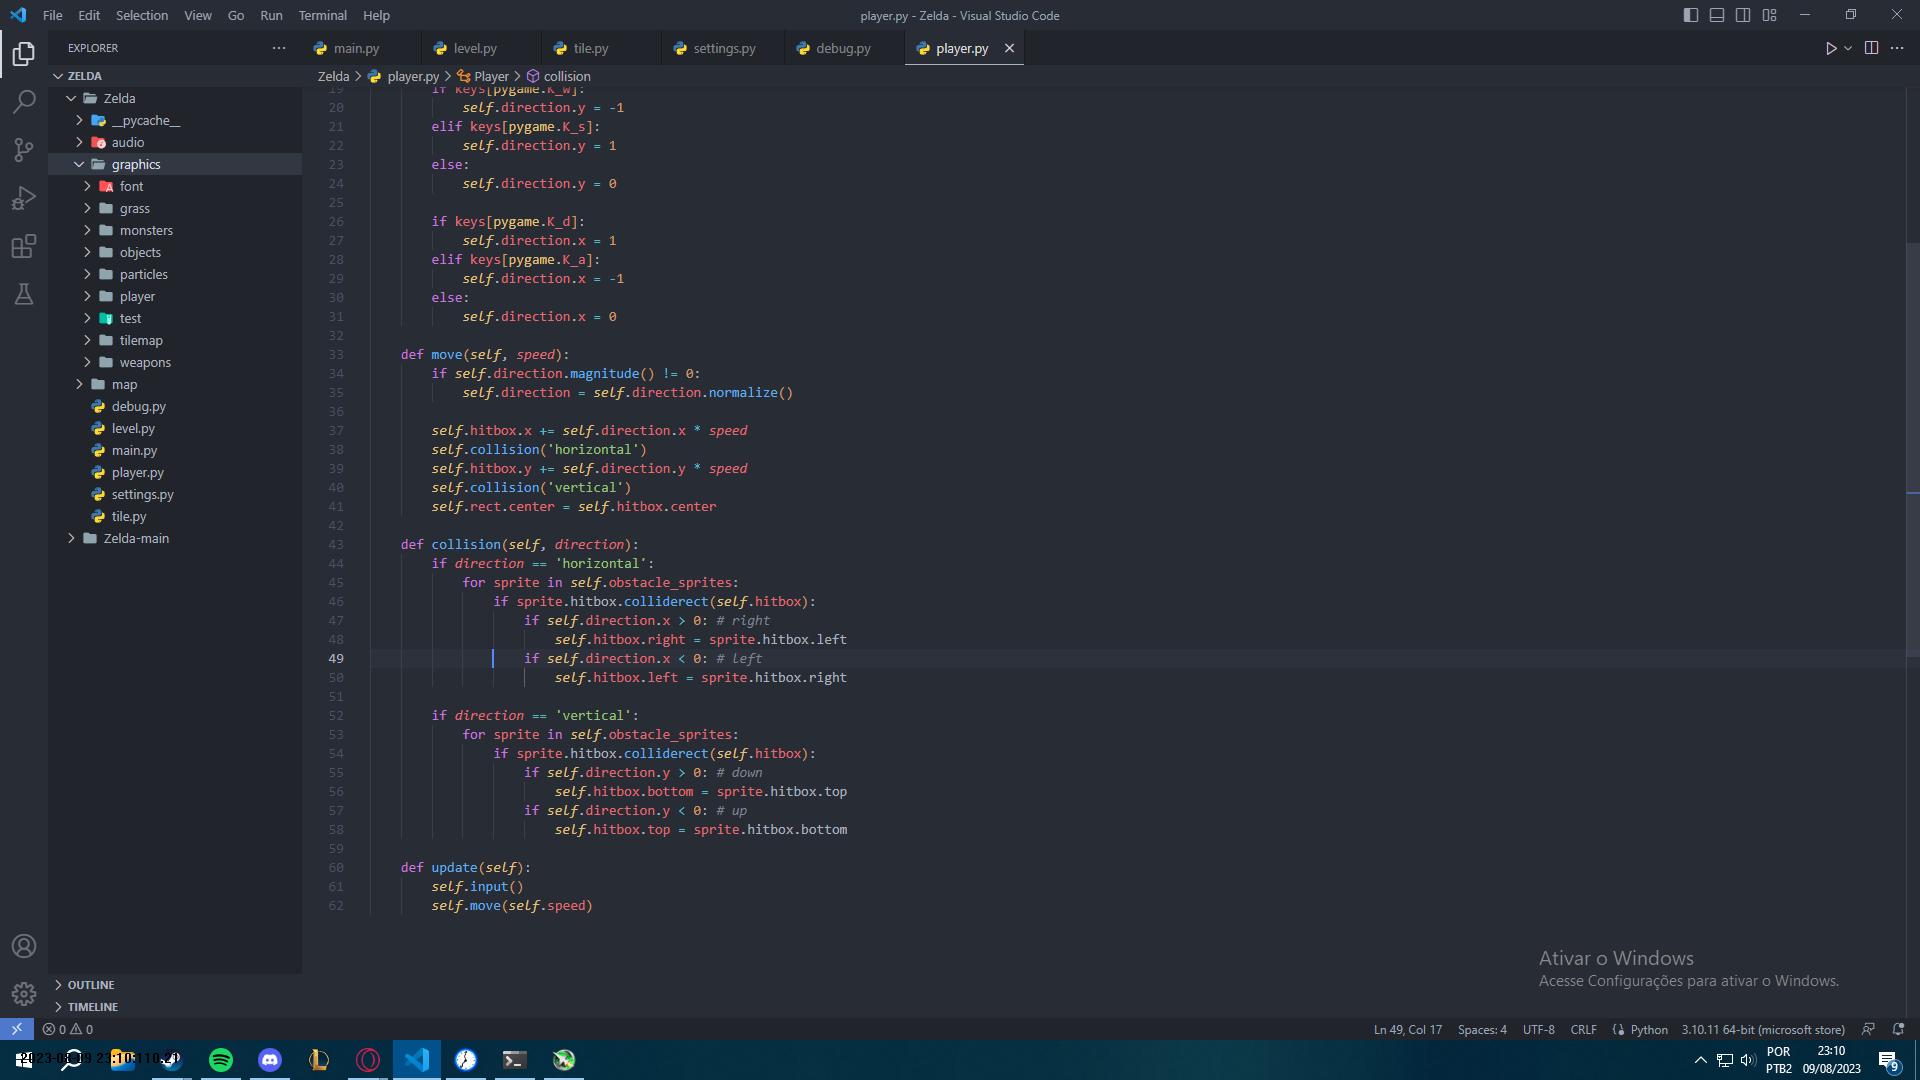 File Edit Selection View Go Run Terminal Help
player.py - Zelda - Visual Studio Code
EXPLORER
ZELDA
Zelda
__pycache__
audio
graphics
font
grass
monsters
objects
particles
player
test
tilemap
weapons
map
debug.py
level.py
main.py
player.py
settings.py
tile.py
Zelda-main
OUTLINE
TIMELINE
main.py level.py tile.py settings.py debug.py player.py
Zelda > player.py > Player > collision
19 if keys[pygame.K_w]:
20 self.direction.y = -1
21 elif keys[pygame.K_s]:
22 self.direction.y = 1
23 else:
24 self.direction.y = 0
25
26 if keys[pygame.K_d]:
27 self.direction.x = 1
28 elif keys[pygame.K_a]:
29 self.direction.x = -1
30 else:
31 self.direction.x = 0
32
33 def move(self, speed):
34 if self.direction.magnitude() != 0:
35 self.direction = self.direction.normalize()
36
37 self.hitbox.x += self.direction.x * speed
38 self.collision('horizontal')
39 self.hitbox.y += self.direction.y * speed
40 self.collision('vertical')
41 self.rect.center = self.hitbox.center
42
43 def collision(self, direction):
44 if direction == 'horizontal':
45 for sprite in self.obstacle_sprites:
46 if sprite.hitbox.colliderect(self.hitbox):
47 if self.direction.x > 0: # right
48 self.hitbox.right = sprite.hitbox.left
49 if self.direction.x < 0: # left
50 self.hitbox.left = sprite.hitbox.right
51
52 if direction == 'vertical':
53 for sprite in self.obstacle_sprites:
54 if sprite.hitbox.colliderect(self.hitbox):
55 if self.direction.y > 0: # down
56 self.hitbox.bottom = sprite.hitbox.top
57 if self.direction.y < 0: # up
58 self.hitbox.top = sprite.hitbox.bottom
59
60 def update(self):
61 self.input()
62 self.move(self.speed)
Ativar o Windows
Acesse Configurações para ativar o Windows.
0 0
Ln 49, Col 17 Spaces: 4 UTF-8 CRLF Python 3.10.11 64-bit (microsoft store)
POR
PTB2
23:10
09/08/2023
9